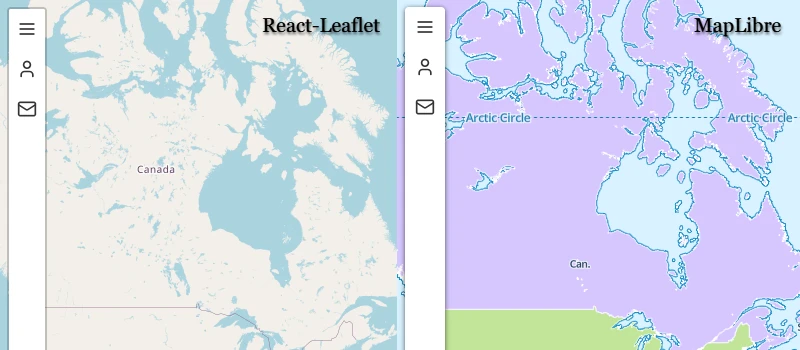 React-Leaflet
MapLibre
Arctic Circle
Arctic Circle
Canada
Can.